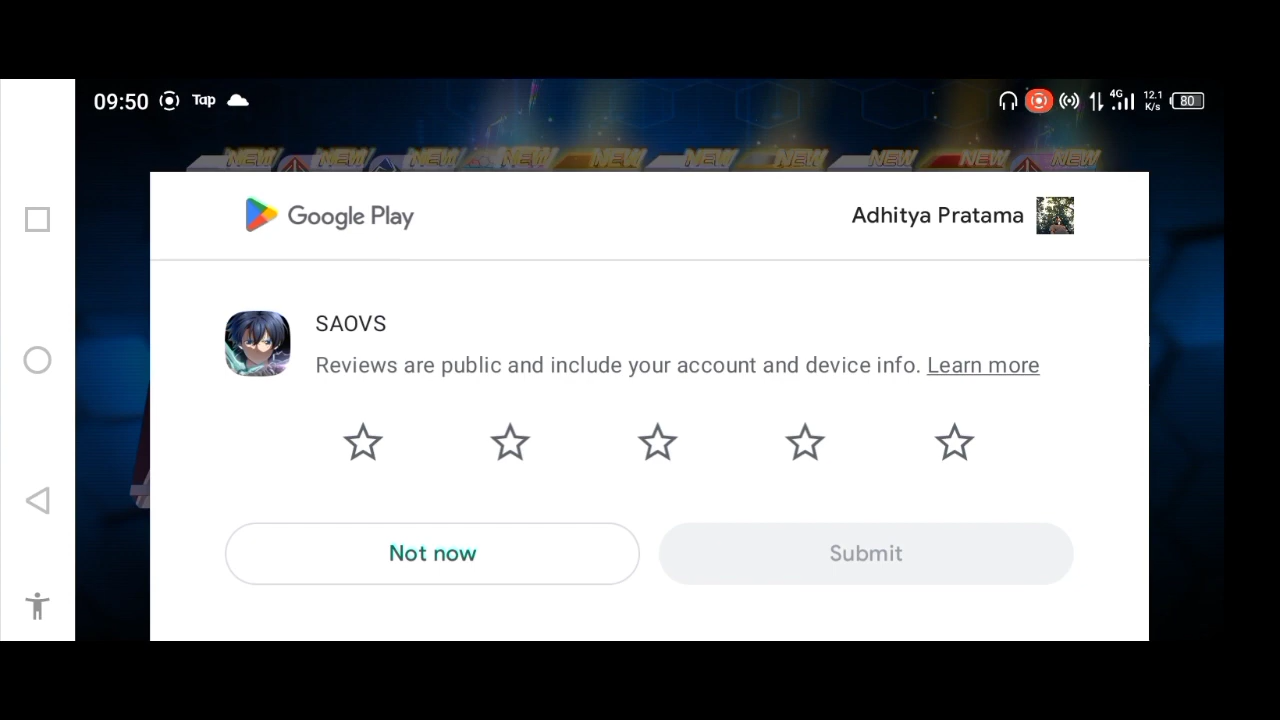 09:50 Tap 4G 12.1 K/s 80
NEW NEW NEW NEW NEW NEW NEW NEW NEW NEW
Google Play
Adhitya Pratama
SAOVS
Reviews are public and include your account and device info. Learn more
Not now
Submit